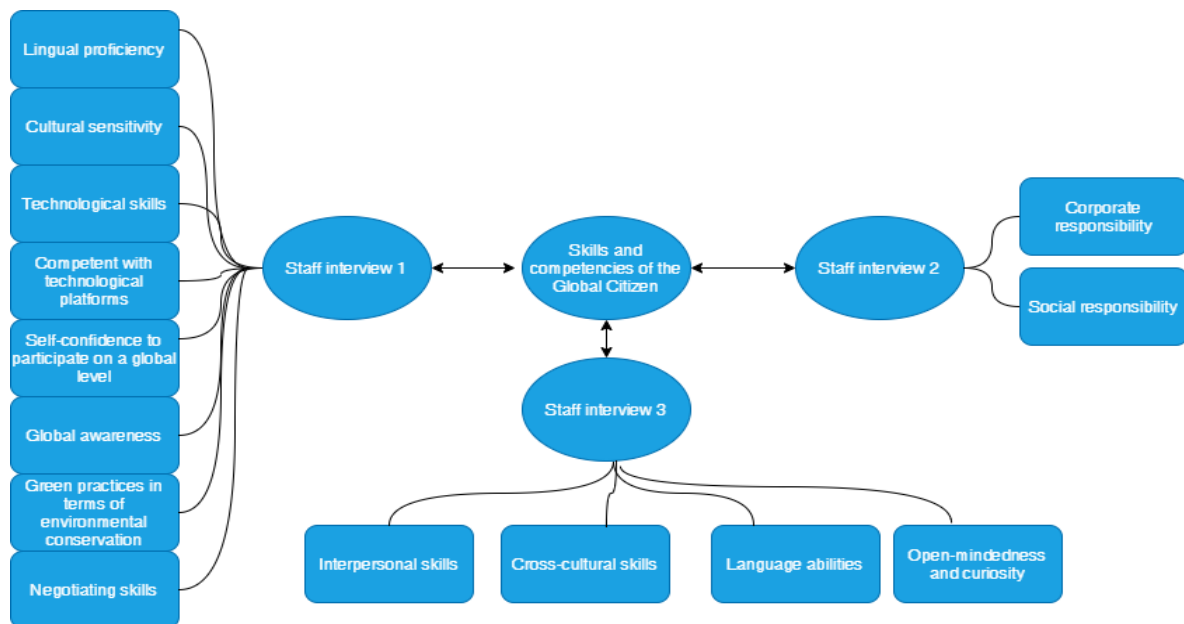 Lingual proficiency
Cultural sensitivity
Technological skills
Competent with
technological
platforms
Self-confidence to
participate on a global
level
Global awareness
Green practices in
terms of
environmental
conservation
Negotiating skills
Staff interview 1
Skills and
competencies of the
Global Citizen
Staff interview 2
Corporate
responsibility
Social responsibility
Staff interview 3
Interpersonal skills
Cross-cultural skills
Language abilities
Open-mindedness
and curiosity